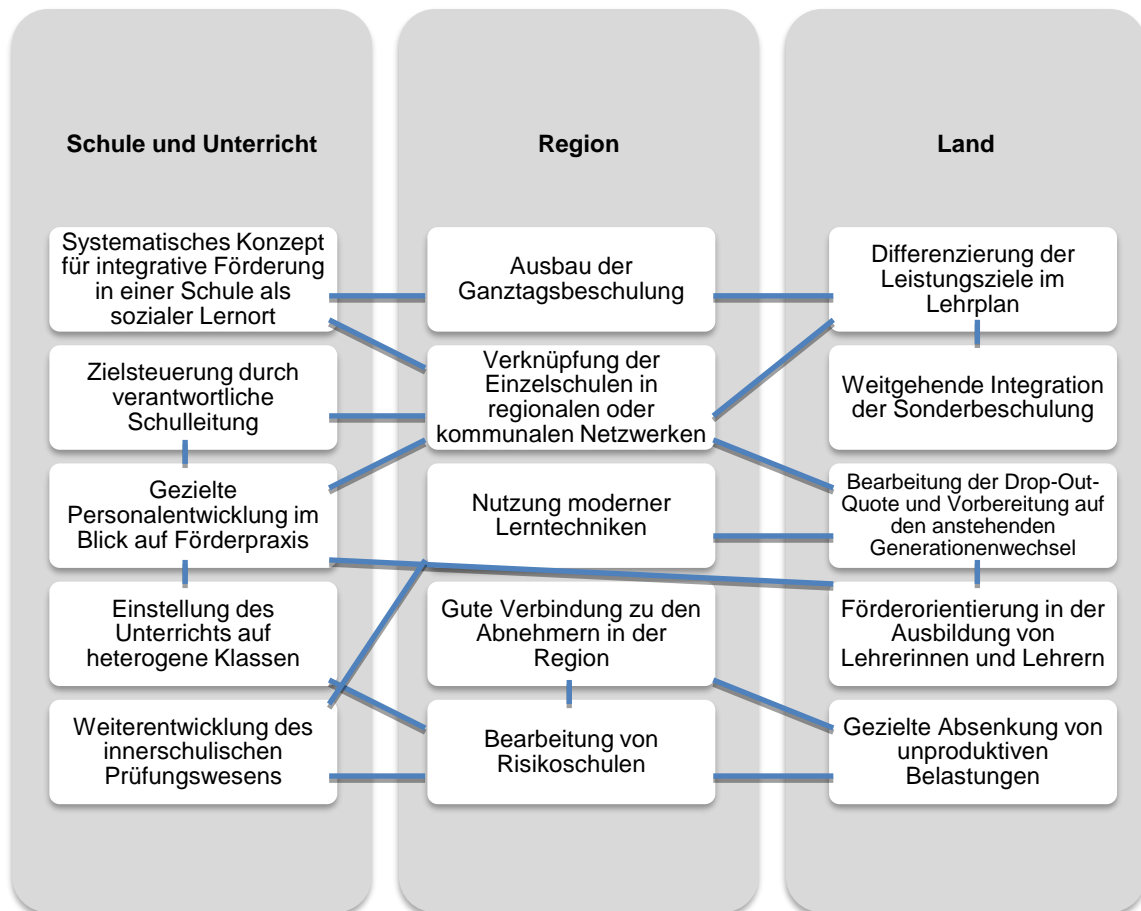 Schule und Unterricht
Systematisches Konzept
für integrative Förderung
in einer Schule als
sozialer Lernort
Zielsteuerung durch
verantwortliche
Schulleitung
Gezielte
Personalentwicklung im
Blick auf Förderpraxis
Einstellung des
Unterrichts auf
heterogene Klassen
Weiterentwicklung des
innerschulischen
Prüfungswesens
Region
Ausbau der
Ganztagsbeschulung
Verknüpfung der
Einzelschulen in
regionalen oder
kommunalen Netzwerken
Nutzung moderner
Lerntechniken
Gute Verbindung zu den
Abnehmern in der
Region
Bearbeitung von
Risikoschulen
Land
Differenzierung der
Leistungsziele im
Lehrplan
Weitgehende Integration
der Sonderbeschulung
Bearbeitung der Drop-Out-
Quote und Vorbereitung auf
den anstehenden
Generationenwechsel
Förderorientierung in der
Ausbildung von
Lehrerinnen und Lehrern
Gezielte Absenkung von
unproduktiven
Belastungen